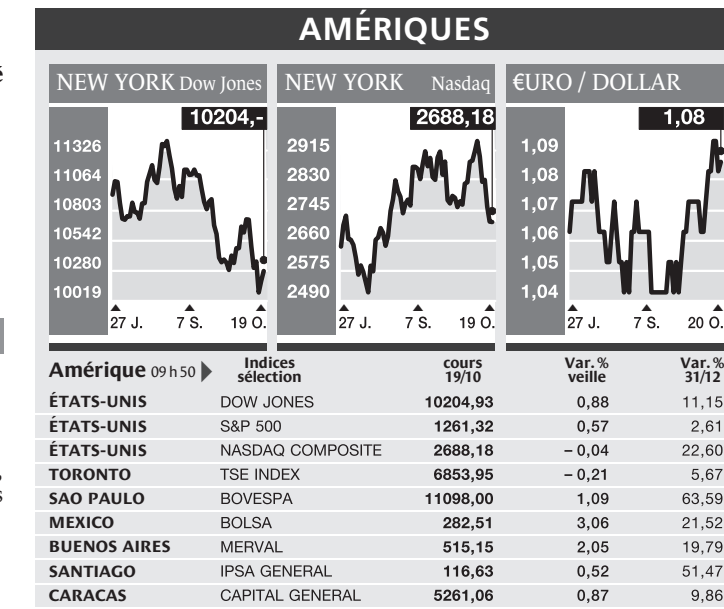 AMÉRIQUES
NEW YORK Dow Jones
10204,-
11326
11064
10803
10542
10280
10019
27 J. 7 S. 19 O.
NEW YORK Nasdaq
2688,18
2915
2830
2745
2660
2575
2490
27 J. 7 S. 19 O.
€URO / DOLLAR
1,08
1,09
1,08
1,07
1,06
1,05
1,04
27 J. 7 S. 20 O.
Amérique 09 h 50 Indices sélection cours 19/10 Var. % veille Var. % 31/12
ÉTATS-UNIS DOW JONES 10204,93 0,88 11,15
ÉTATS-UNIS S&P 500 1261,32 0,57 2,61
ÉTATS-UNIS NASDAQ COMPOSITE 2688,18 – 0,04 22,60
TORONTO TSE INDEX 6853,95 – 0,21 5,67
SAO PAULO BOVESPA 11098,00 1,09 63,59
MEXICO BOLSA 282,51 3,06 21,52
BUENOS AIRES MERVAL 515,15 2,05 19,79
SANTIAGO IPSA GENERAL 116,63 0,52 51,47
CARACAS CAPITAL GENERAL 5261,06 0,87 9,86